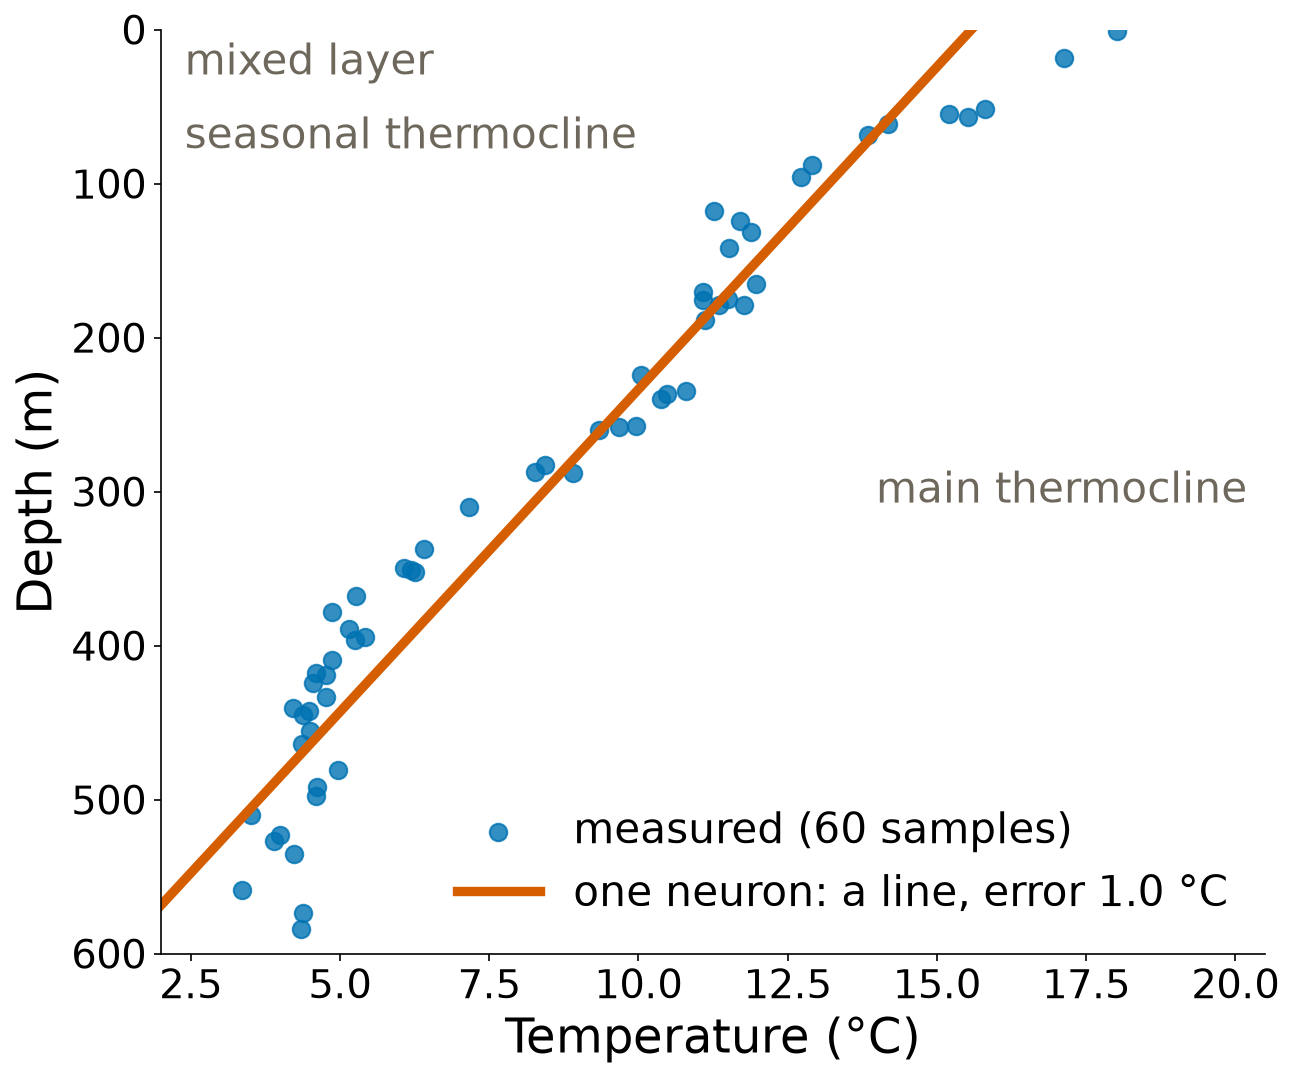 mixed layer
seasonal thermocline
main thermocline
measured (60 samples)
one neuron: a line, error 1.0 °C
0
100
200
300
400
500
600
Depth (m)
2.5 5.0 7.5 10.0 12.5 15.0 17.5 20.0
Temperature (°C)